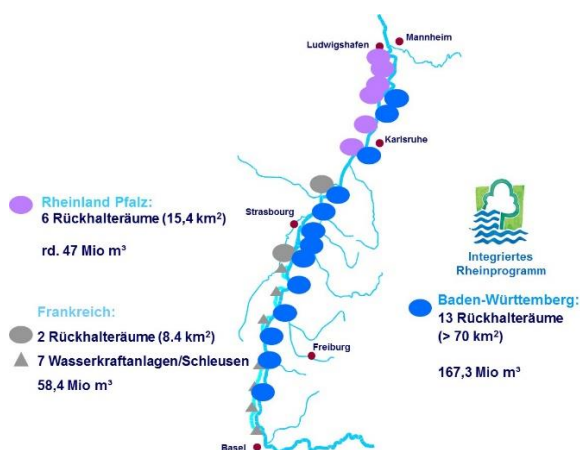 Mannheim
Ludwigshafen
Karlsruhe
Rheinland Pfalz:
6 Rückhalteräume (15,4 km²)
rd. 47 Mio m³
Strasbourg
Integriertes
Rheinprogramm
Frankreich:
2 Rückhalteräume (8.4 km²)
7 Wasserkraftanlagen/Schleusen
58,4 Mio m³
Baden-Württemberg:
13 Rückhalteräume
(> 70 km²)
167,3 Mio m³
Freiburg
Basel